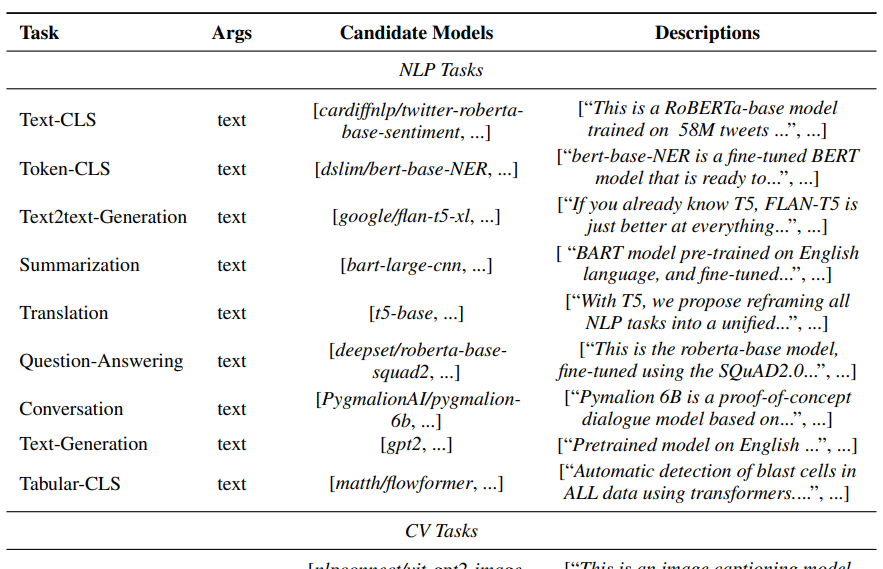 Task Args Candidate Models Descriptions
NLP Tasks
Text-CLS text [cardiffnlp/twitter-roberta-base-sentiment, ...] [“This is a RoBERTa-base model trained on 58M tweets ...”, ...]
Token-CLS text [dslim/bert-base-NER, ...] [“bert-base-NER is a fine-tuned BERT model that is ready to...”, ...]
Text2text-Generation text [google/flan-t5-xl, ...] [“If you already know T5, FLAN-T5 is just better at everything...”, ...]
Summarization text [bart-large-cnn, ...] [ “BART model pre-trained on English language, and fine-tuned...”, ...]
Translation text [t5-base, ...] [“With T5, we propose reframing all NLP tasks into a unified...”, ...]
Question-Answering text [deepset/roberta-base-squad2, ...] [“This is the roberta-base model, fine-tuned using the SQuAD2.0...”, ...]
Conversation text [PygmalionAI/pygmalion-6b, ...] [“Pymalion 6B is a proof-of-concept dialogue model based on...”, ...]
Text-Generation text [gpt2, ...] [“Pretrained model on English ...”, ...]
Tabular-CLS text [matth/flowformer, ...] [“Automatic detection of blast cells in ALL data using transformers....”, ...]
CV Tasks
[nlpconnect/vit-gpt2-image- [“This is an image captioning model